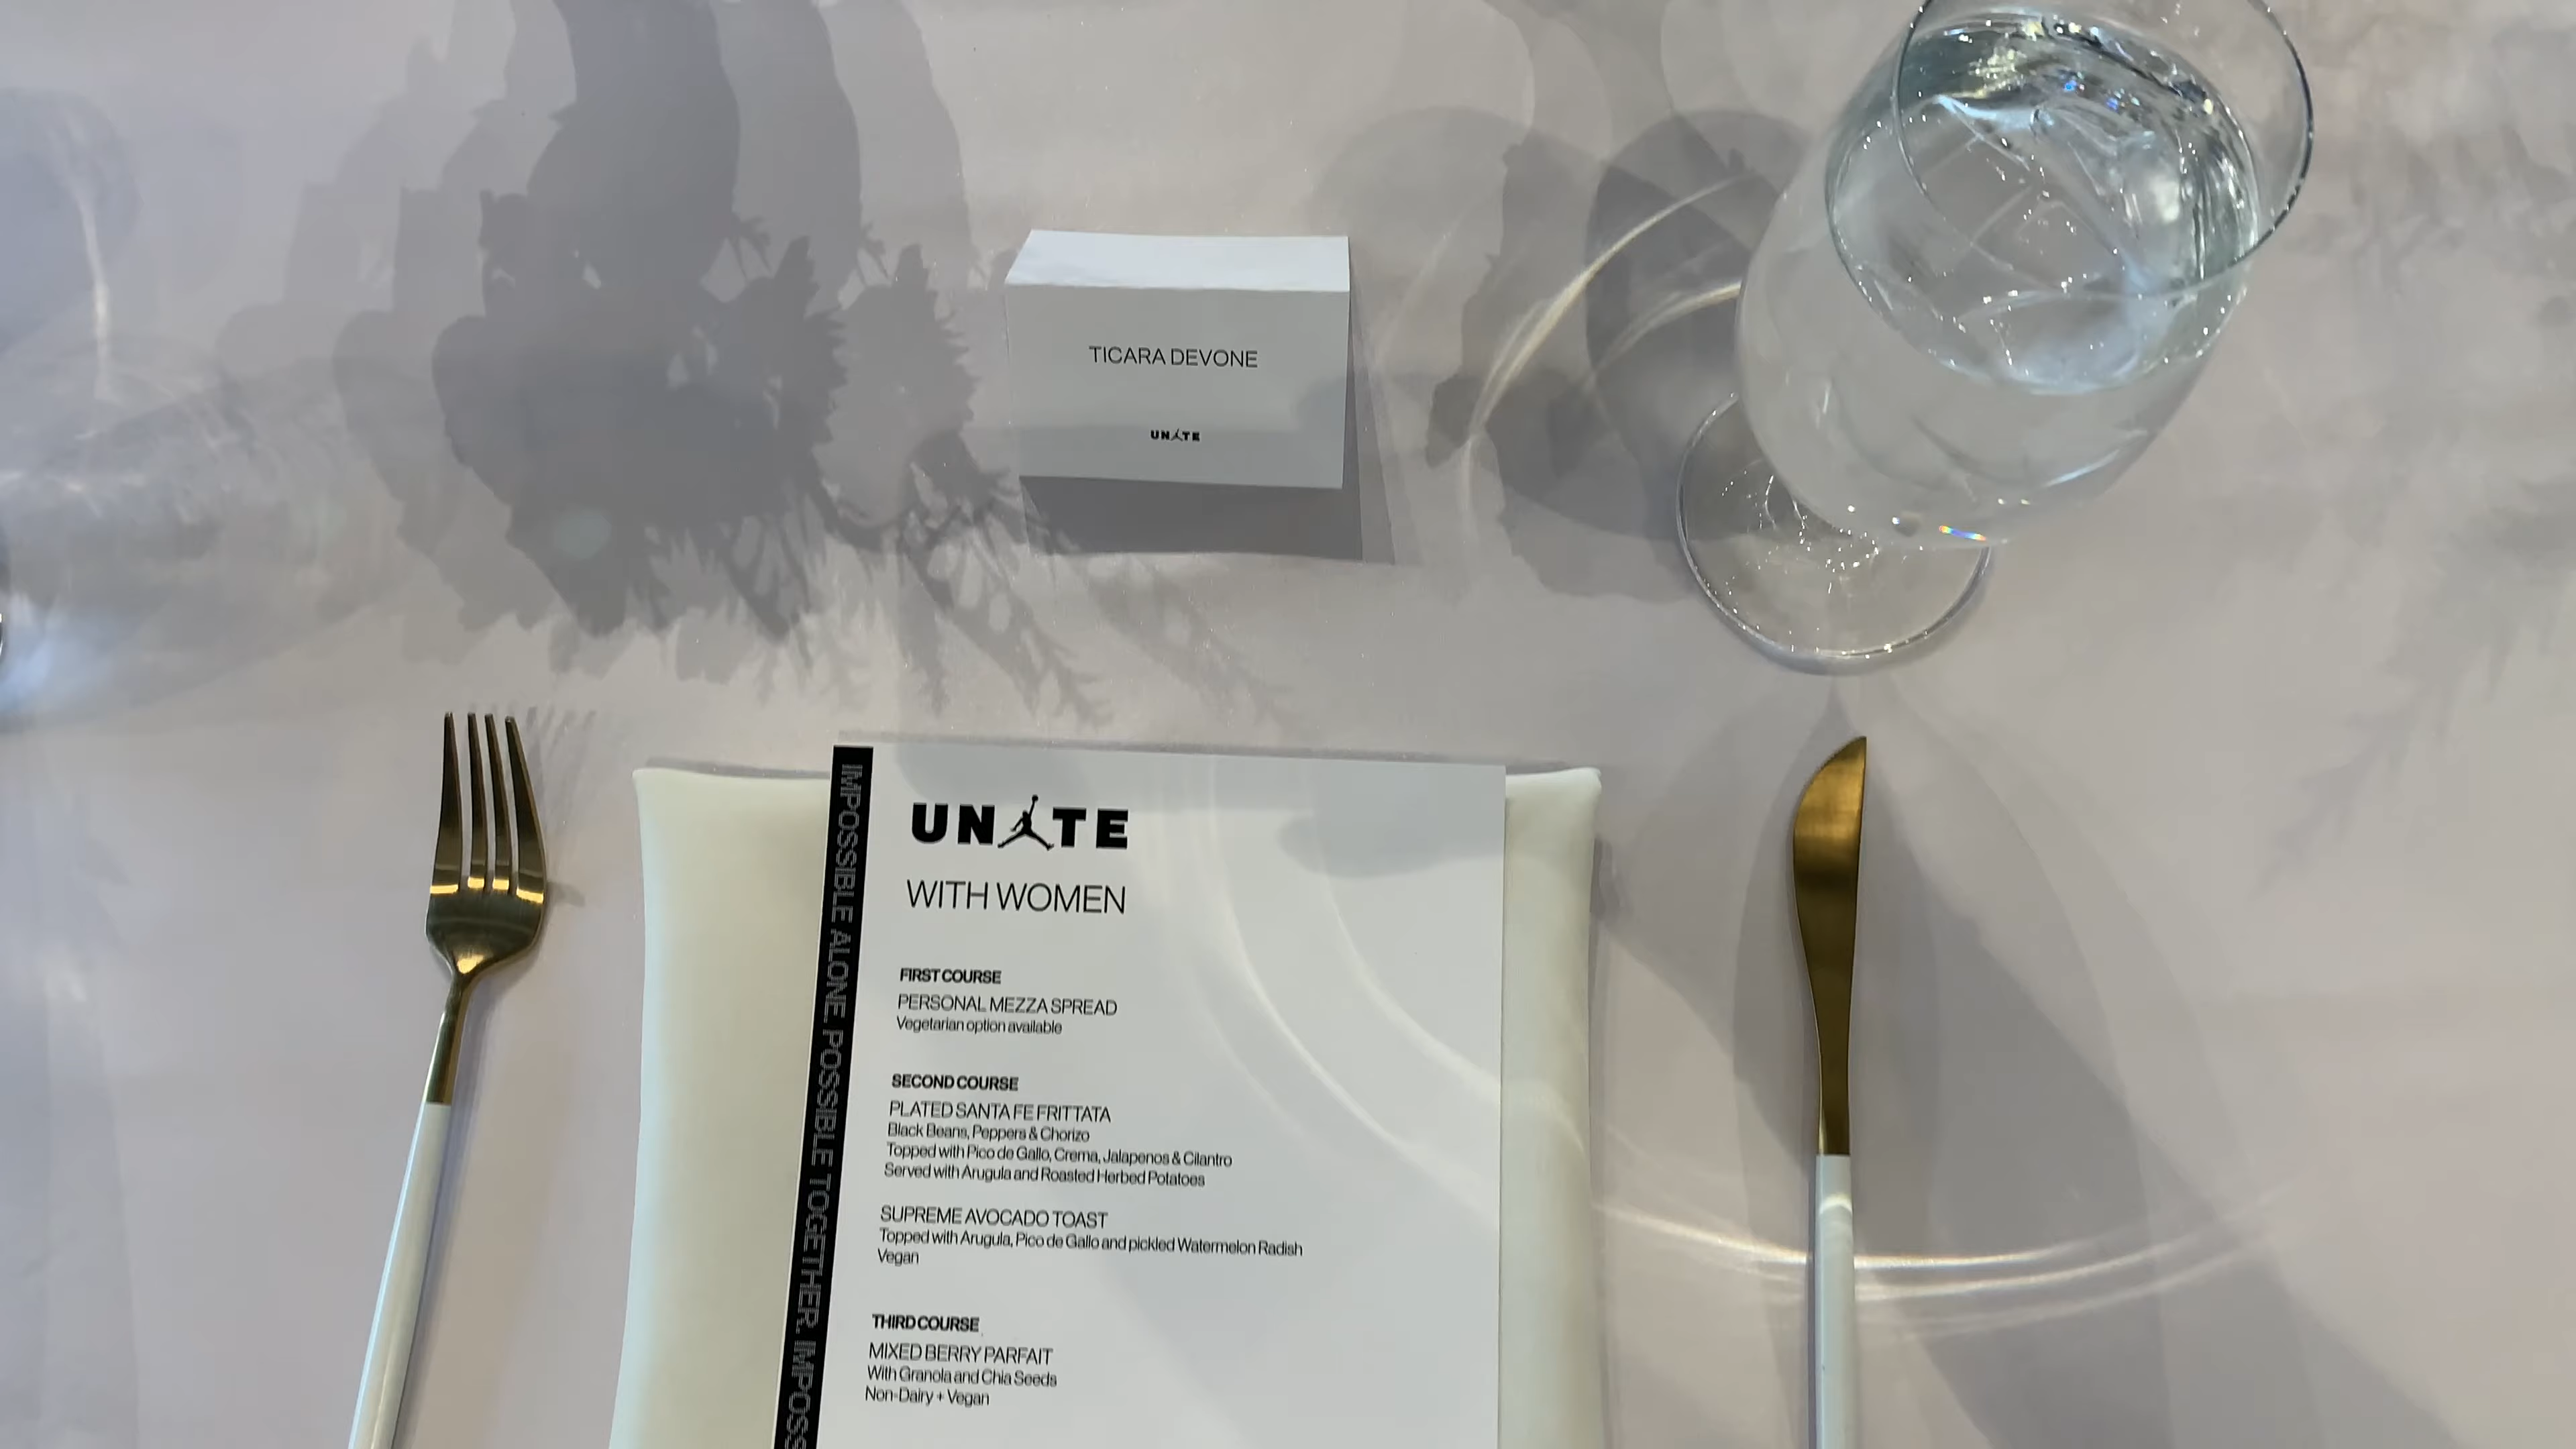 TICARA DEVONE
UNITE
UNITE
WITH WOMEN
IMPOSSIBLE ALONE. POSSIBLE TOGETHER. IMPOSS
FIRST COURSE
PERSONAL MEZZA SPREAD
Vegetarian option available
SECOND COURSE
PLATED SANTA FE FRITTATA
Black Beans, Peppers & Chorizo
Topped with Pico de Gallo, Crema, Jalapenos & Cilantro
Served with Arugula and Roasted Herbed Potatoes
SUPREME AVOCADO TOAST
Topped with Arugula, Pico de Gallo and pickled Watermelon Radish
Vegan
THIRD COURSE
MIXED BERRY PARFAIT
With Granola and Chia Seeds
Non-Dairy + Vegan